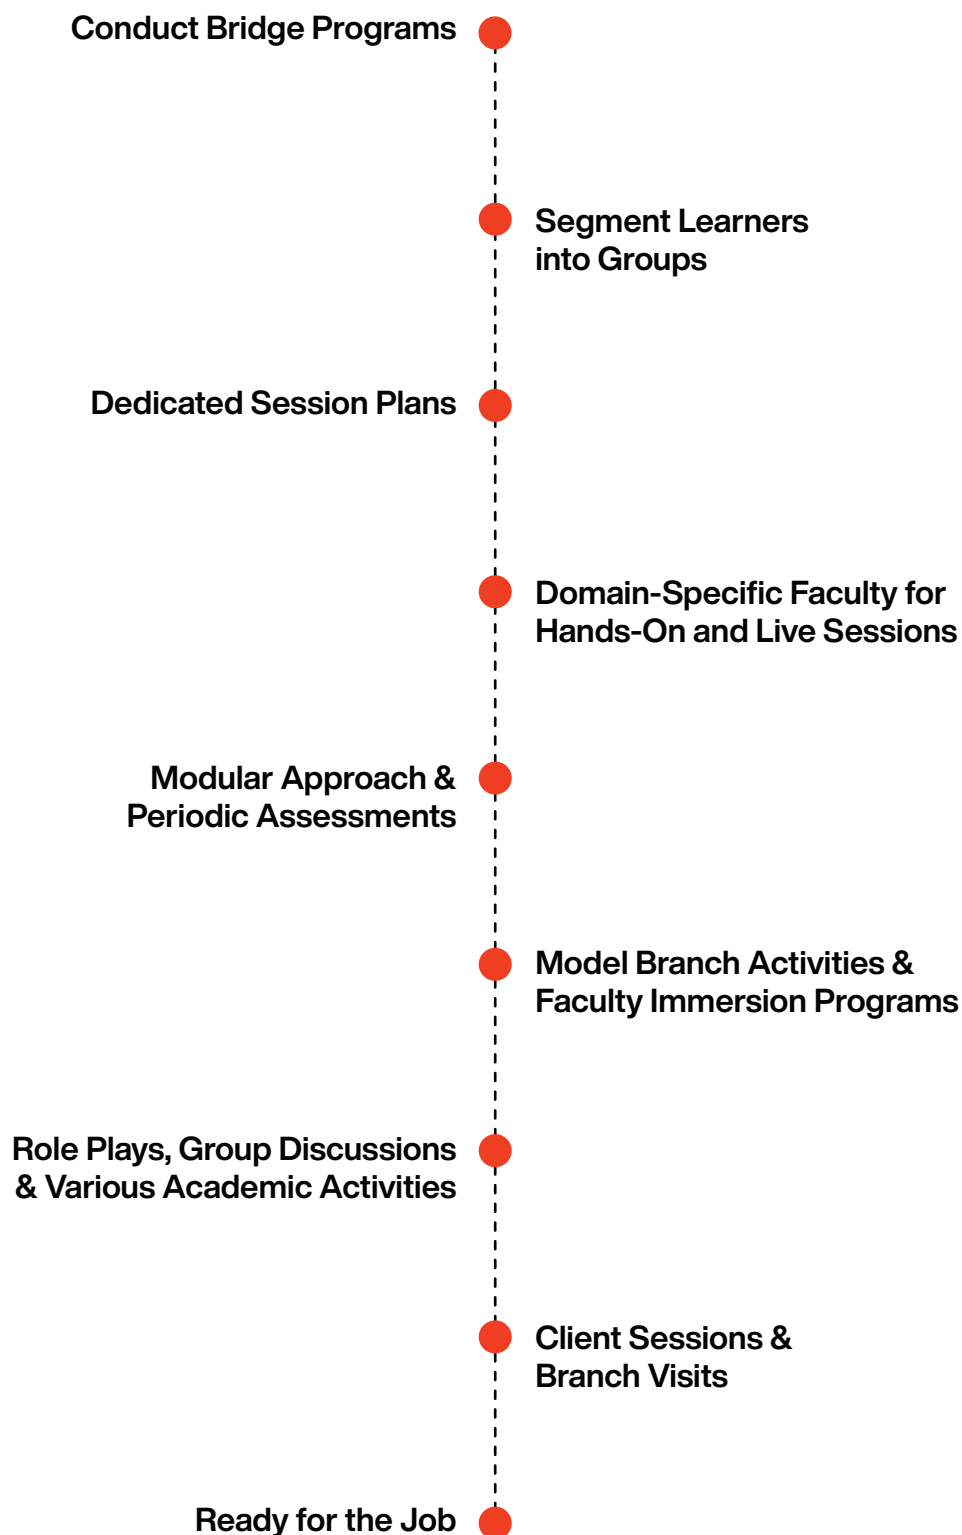 Conduct Bridge Programs
Segment Learners
into Groups
Dedicated Session Plans
Domain-Specific Faculty for
Hands-On and Live Sessions
Modular Approach &
Periodic Assessments
Model Branch Activities &
Faculty Immersion Programs
Role Plays, Group Discussions
& Various Academic Activities
Client Sessions &
Branch Visits
Ready for the Job